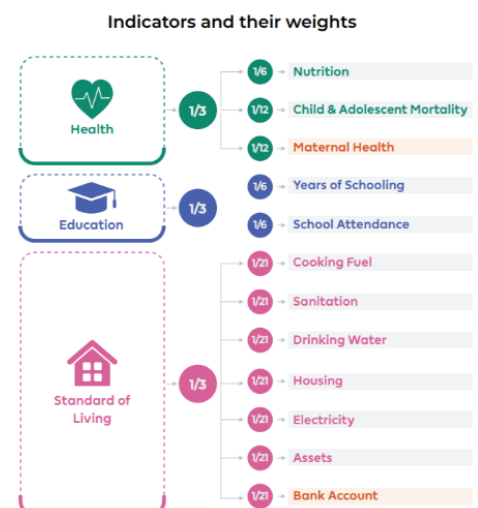 Indicators and their weights
Health
1/3
1/6 Nutrition
1/12 Child & Adolescent Mortality
1/12 Maternal Health
Education
1/3
1/6 Years of Schooling
1/6 School Attendance
Standard of
Living
1/3
1/21 Cooking Fuel
1/21 Sanitation
1/21 Drinking Water
1/21 Housing
1/21 Electricity
1/21 Assets
1/21 Bank Account